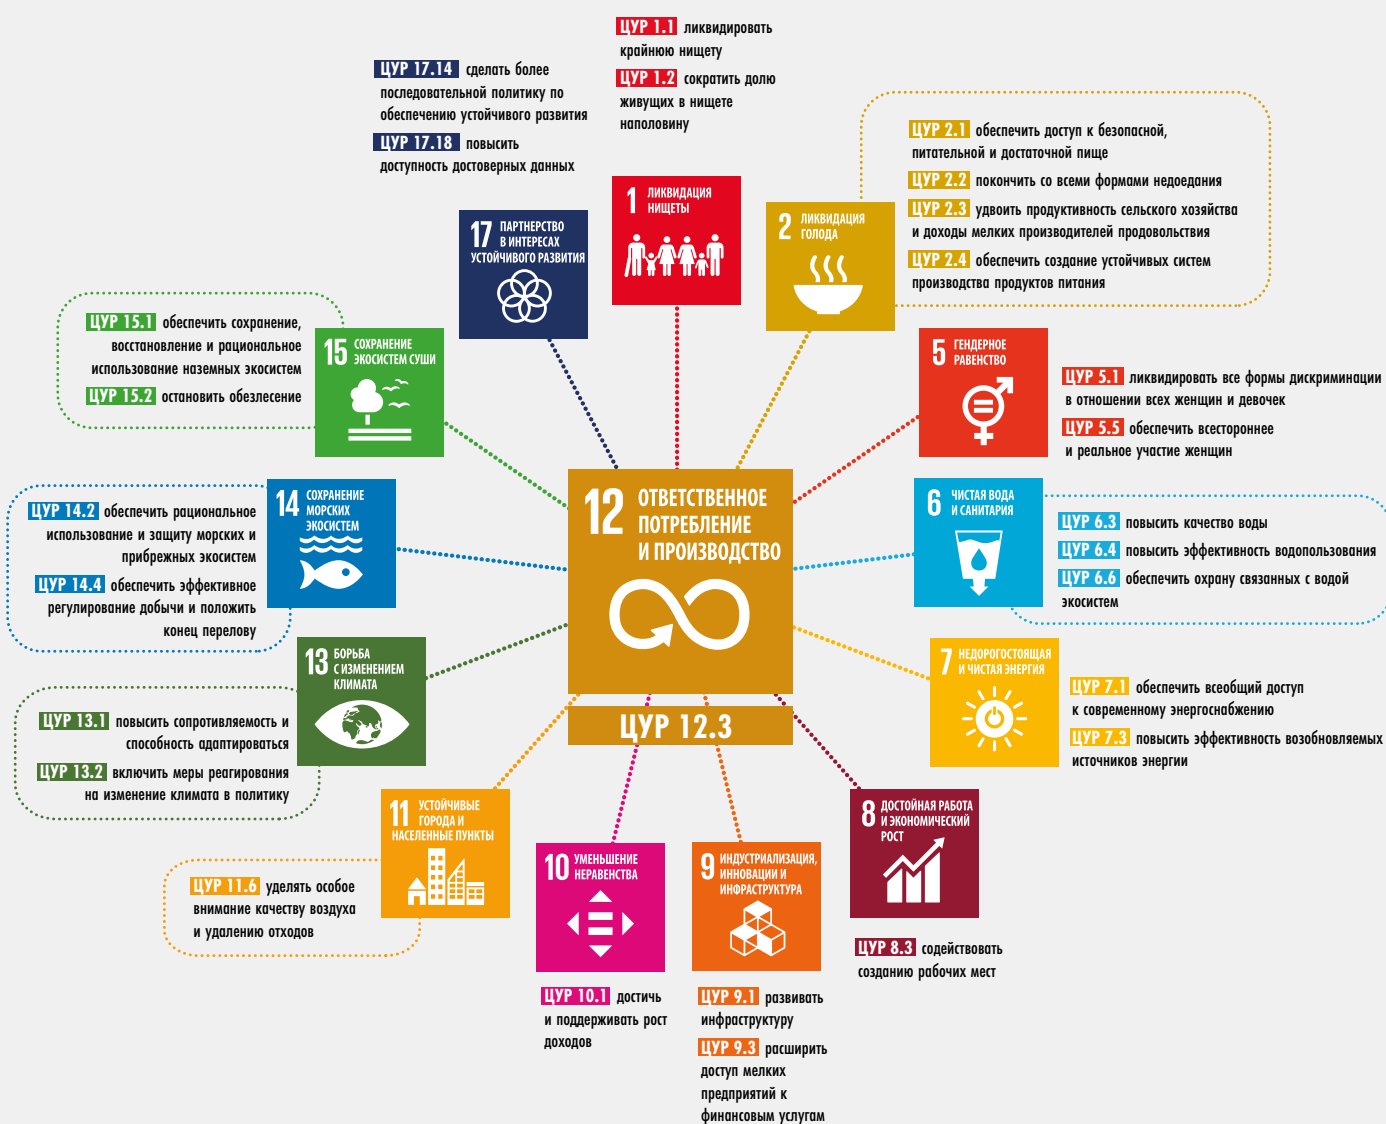 ЦУР 1.1 ликвидировать
крайнюю нищету
ЦУР 1.2 сократить долю
живущих в нищете
наполовину
ЦУР 17.14 сделать более
последовательной политику по
обеспечению устойчивого развития
ЦУР 17.18 повысить
доступность достоверных данных
1 ЛИКВИДАЦИЯ
НИЩЕТЫ
2 ЛИКВИДАЦИЯ
ГОЛОДА
ЦУР 2.1 обеспечить доступ к безопасной,
питательной и достаточной пище
ЦУР 2.2 покончить со всеми формами недоедания
ЦУР 2.3 удвоить продуктивность сельского хозяйства
и доходы мелких производителей продовольствия
ЦУР 2.4 обеспечить создание устойчивых систем
производства продуктов питания
17 ПАРТНЕРСТВО
В ИНТЕРЕСАХ
УСТОЙЧИВОГО РАЗВИТИЯ
ЦУР 15.1 обеспечить сохранение,
восстановление и рациональное
использование наземных экосистем
ЦУР 15.2 остановить обезлесение
15 СОХРАНЕНИЕ
ЭКОСИСТЕМ СУШИ
5 ГЕНДЕРНОЕ
РАВЕНСТВО
ЦУР 5.1 ликвидировать все формы дискриминации
в отношении всех женщин и девочек
ЦУР 5.5 обеспечить всестороннее
и реальное участие женщин
ЦУР 14.2 обеспечить рациональное
использование и защиту морских и
прибрежных экосистем
ЦУР 14.4 обеспечить эффективное
регулирование добычи и положить
конец перелову
14 СОХРАНЕНИЕ
МОРСКИХ
ЭКОСИСТЕМ
12 ОТВЕТСТВЕННОЕ
ПОТРЕБЛЕНИЕ
И ПРОИЗВОДСТВО
ЦУР 12.3
6 ЧИСТАЯ ВОДА
И САНИТАРИЯ
ЦУР 6.3 повысить качество воды
ЦУР 6.4 повысить эффективность водопользования
ЦУР 6.6 обеспечить охрану связанных с водой
экосистем
ЦУР 13.1 повысить сопротивляемость и
способность адаптироваться
ЦУР 13.2 включить меры реагирования
на изменение климата в политику
13 БОРЬБА
С ИЗМЕНЕНИЕМ
КЛИМАТА
7 НЕДОРОГОСТОЯЩАЯ
И ЧИСТАЯ ЭНЕРГИЯ
ЦУР 7.1 обеспечить всеобщий доступ
к современному энергоснабжению
ЦУР 7.3 повысить эффективность возобновляемых
источников энергии
ЦУР 11.6 уделять особое
внимание качеству воздуха
и удалению отходов
11 УСТОЙЧИВЫЕ
ГОРОДА И
НАСЕЛЕННЫЕ ПУНКТЫ
10 УМЕНЬШЕНИЕ
НЕРАВЕНСТВА
ЦУР 10.1 достичь
и поддерживать рост
доходов
9 ИНДУСТРИАЛИЗАЦИЯ,
ИННОВАЦИИ И
ИНФРАСТРУКТУРА
ЦУР 9.1 развивать
инфраструктуру
ЦУР 9.3 расширить
доступ мелких
предприятий к
финансовым услугам
8 ДОСТОЙНАЯ РАБОТА
И ЭКОНОМИЧЕСКИЙ
РОСТ
ЦУР 8.3 содействовать
созданию рабочих мест